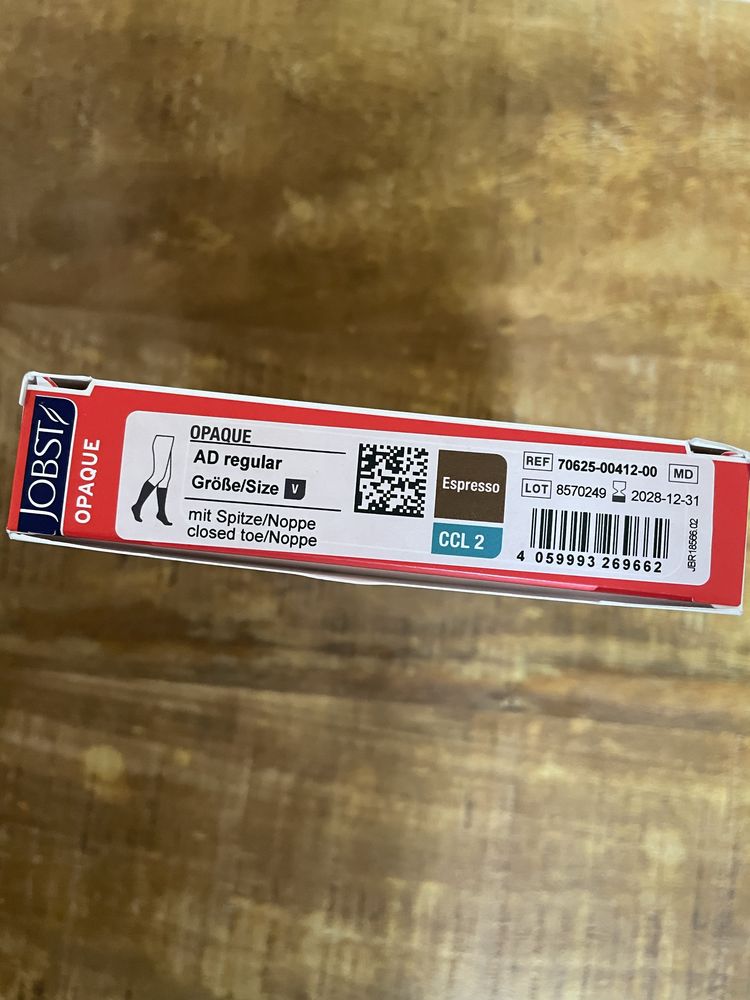 JOBST
OPAQUE
OPAQUE
AD regular
Größe/Size V
mit Spitze/Noppe
closed toe/Noppe
Espresso
CCL 2
REF 70625-00412-00 MD
LOT 8570249 2028-12-31
4 059993 269662
JBR18566.02